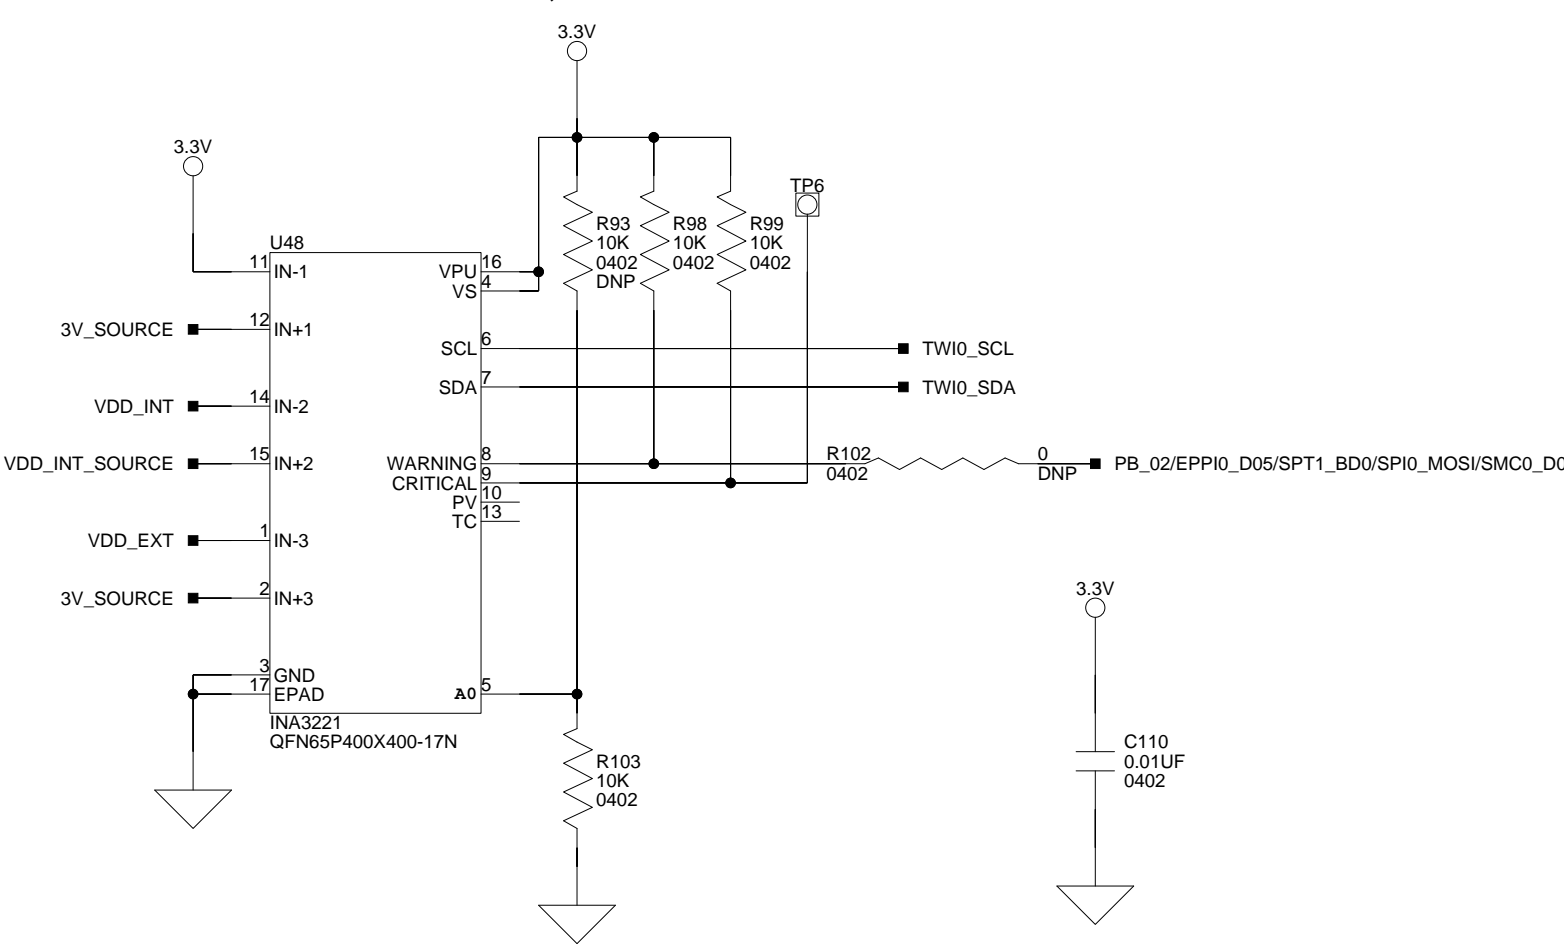 3.3V
3.3V
TP6
R93
10K
0402
DNP
R98
10K
0402
R99
10K
0402
U48
11 IN-1
VPU 16
VS 4
3V_SOURCE 12 IN+1
SCL 6 TWI0_SCL
SDA 7 TWI0_SDA
VDD_INT 14 IN-2
VDD_INT_SOURCE 15 IN+2
WARNING 8
CRITICAL 9
PV 10
TC 13
R102
0402
0
DNP
PB_02/EPPI0_D05/SPT1_BD0/SPI0_MOSI/SMC0_D0
VDD_EXT 1 IN-3
3V_SOURCE 2 IN+3
3 GND
17 EPAD
A0 5
INA3221
QFN65P400X400-17N
R103
10K
0402
3.3V
C110
0.01UF
0402